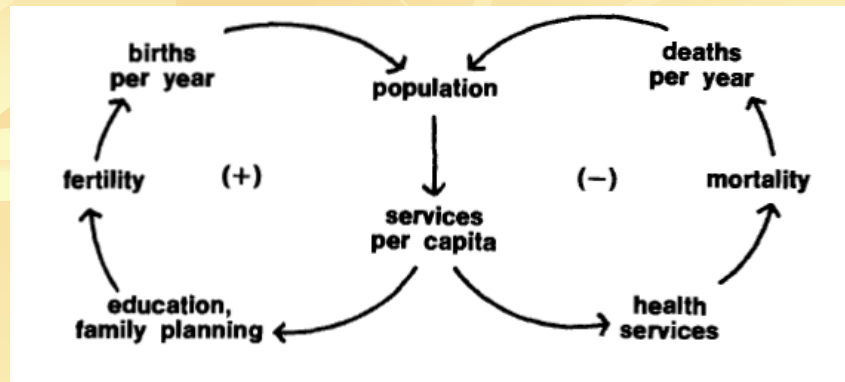 births
per year
population
deaths
per year
fertility
(+)
(−)
mortality
services
per capita
education,
family planning
health
services